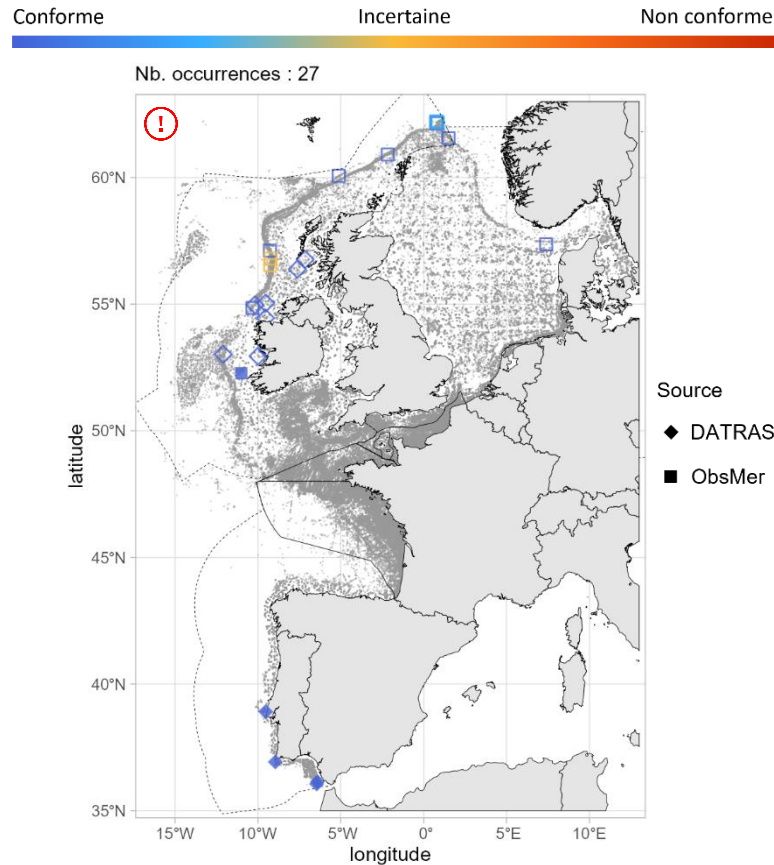 Conforme Incertaine Non conforme
Nb. occurrences : 27
!
60°N
55°N
50°N
45°N
40°N
35°N
latitude
15°W 10°W 5°W 0° 5°E 10°E
longitude
Source
DATRAS
ObsMer